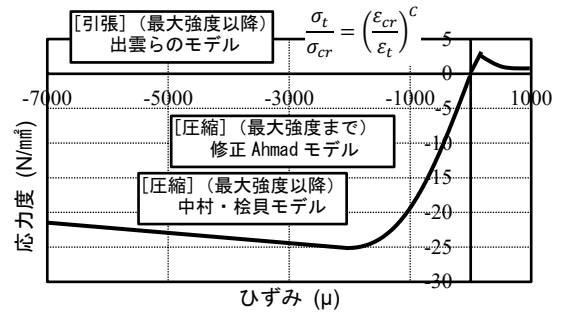 [引張]（最大強度以降）
出雲らのモデル
σt/σcr = (εcr/εt)^C
5
0
-7000 -5000 -3000 -1000 1000
-5
[圧縮]（最大強度まで）
修正 Ahmad モデル
-10
-15
[圧縮]（最大強度以降）
中村・桧貝モデル
-20
-25
-30
応力度 (N/㎟)
ひずみ (μ)